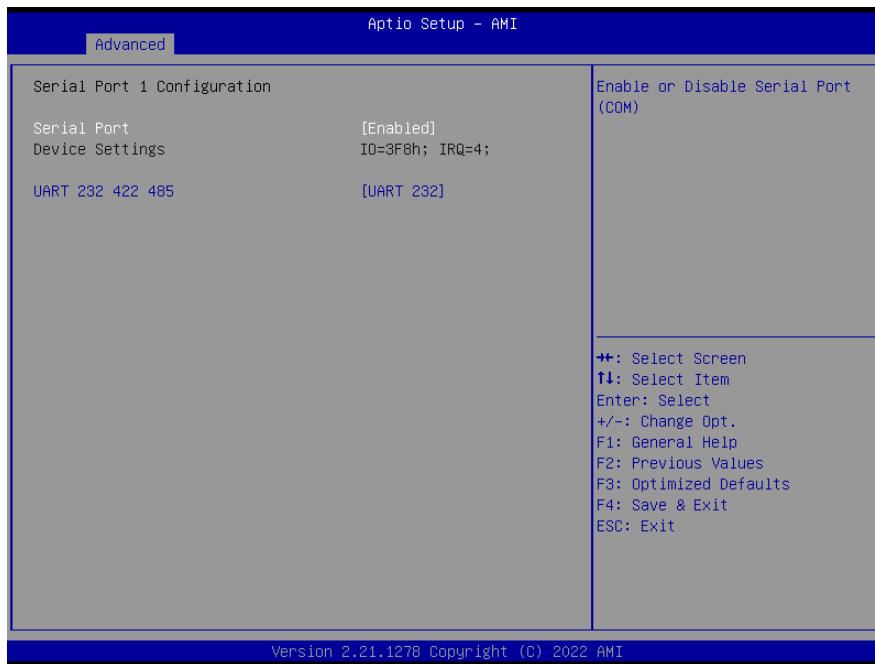 Aptio Setup – AMI
Advanced
Serial Port 1 Configuration
Serial Port [Enabled]
Device Settings IO=3F8h; IRQ=4;
UART 232 422 485 [UART 232]
Enable or Disable Serial Port
(COM)
→←: Select Screen
↑↓: Select Item
Enter: Select
+/-: Change Opt.
F1: General Help
F2: Previous Values
F3: Optimized Defaults
F4: Save & Exit
ESC: Exit
Version 2.21.1278 Copyright (C) 2022 AMI